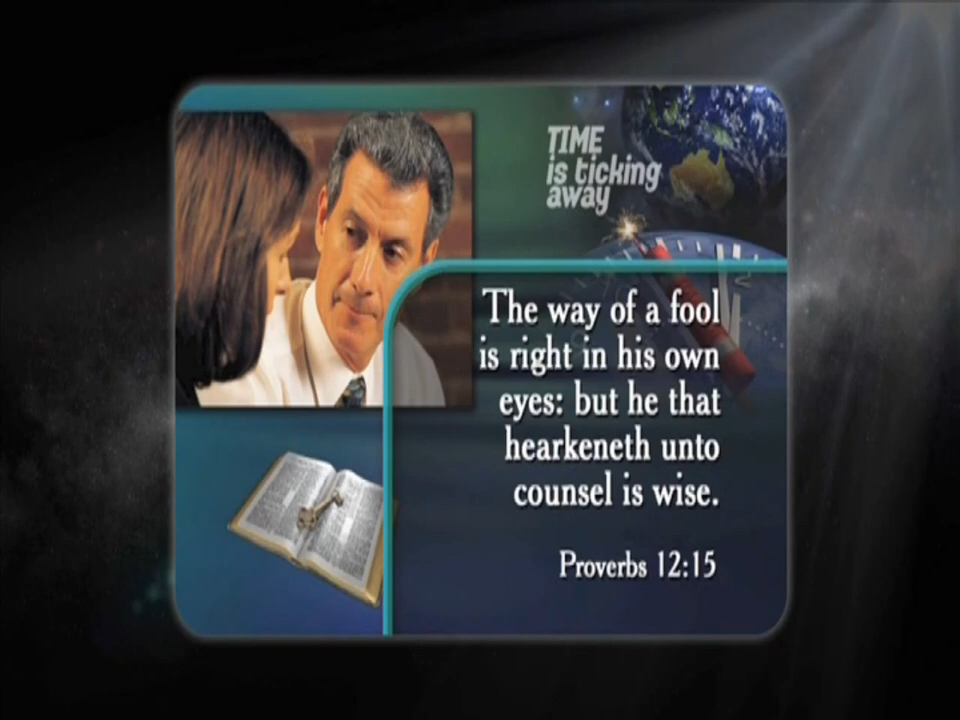 TIME
is ticking
away
The way of a fool
is right in his own
eyes: but he that
hearkeneth unto
counsel is wise.
Proverbs 12:15